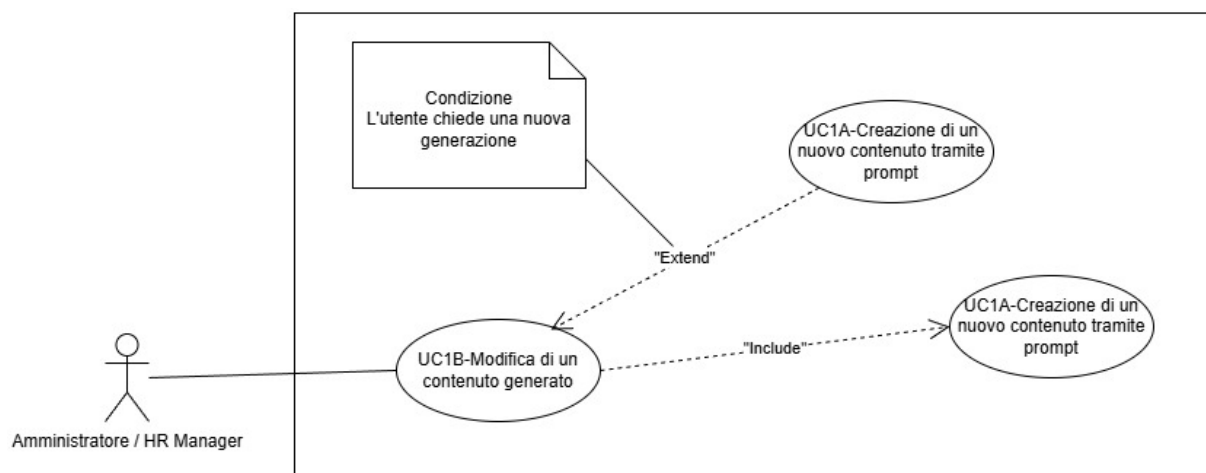 Condizione
L'utente chiede una nuova
generazione
UC1A-Creazione di un
nuovo contenuto tramite
prompt
"Extend"
UC1A-Creazione di un
nuovo contenuto tramite
prompt
"Include"
UC1B-Modifica di un
contenuto generato
Amministratore / HR Manager